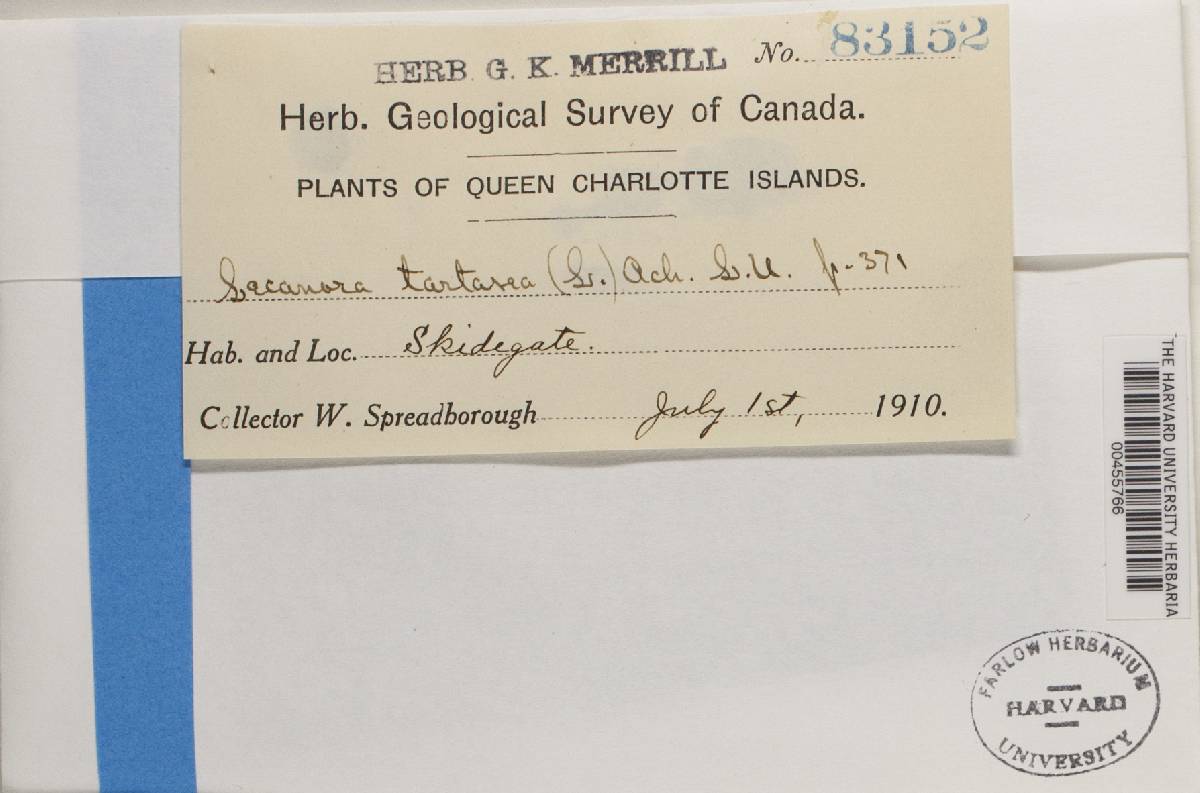 HERB. G. K. MERRILL No. 83152
Herb. Geological Survey of Canada.
PLANTS OF QUEEN CHARLOTTE ISLANDS.
Lecanora tartarea (L.) Ach. L.U. p. 371
Hab. and Loc. Skidegate.
Collector W. Spreadborough July 1st, 1910.
THE HARVARD UNIVERSITY HERBARIA
00455766
FARLOW HERBARIUM
HARVARD
UNIVERSITY